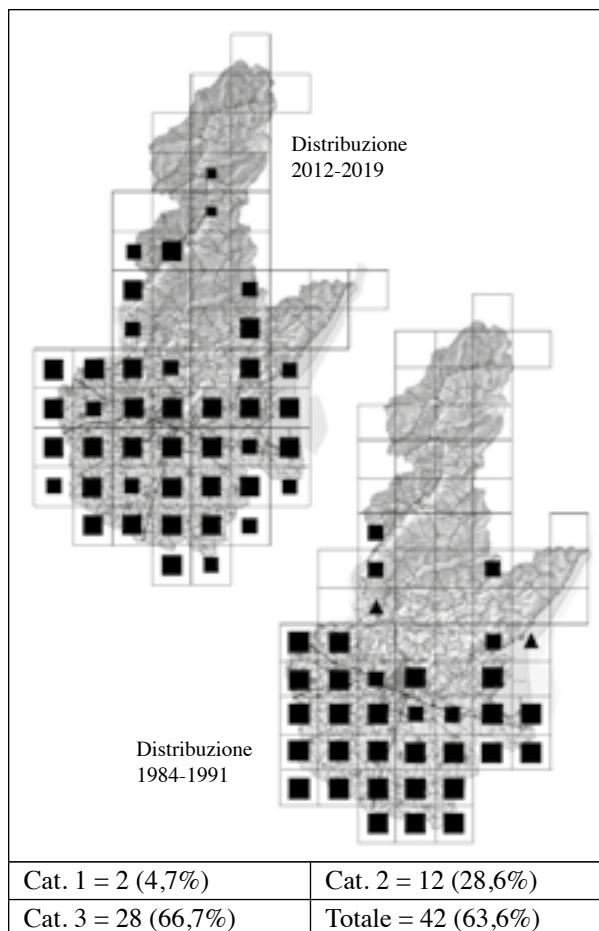 Distribuzione
2012-2019
Distribuzione
1984-1991
Cat. 1 = 2 (4,7%)
Cat. 2 = 12 (28,6%)
Cat. 3 = 28 (66,7%)
Totale = 42 (63,6%)